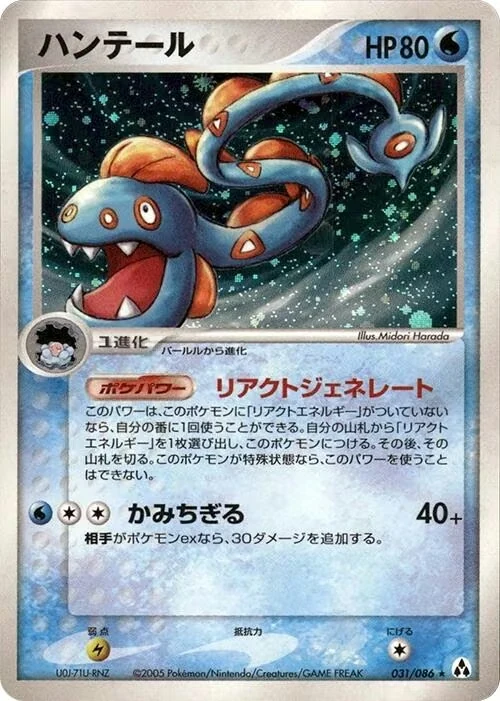 ハンテール HP80
Illus.Midori Harada
1進化 パールルから進化
ポケパワー リアクトジェネレート
このパワーは、このポケモンに「リアクトエネルギー」がついていない
なら、自分の番に1回使うことができる。自分の山札から「リアクト
エネルギー」を1枚選び出し、このポケモンにつける。その後、その
山札を切る。このポケモンが特殊状態なら、このパワーを使うこと
はできない。
かみちぎる 40+
相手がポケモンexなら、30ダメージを追加する。
弱点 抵抗力 にげる
U0J-71U-RNZ ©2005 Pokémon/Nintendo/Creatures/GAME FREAK 031/086 ★